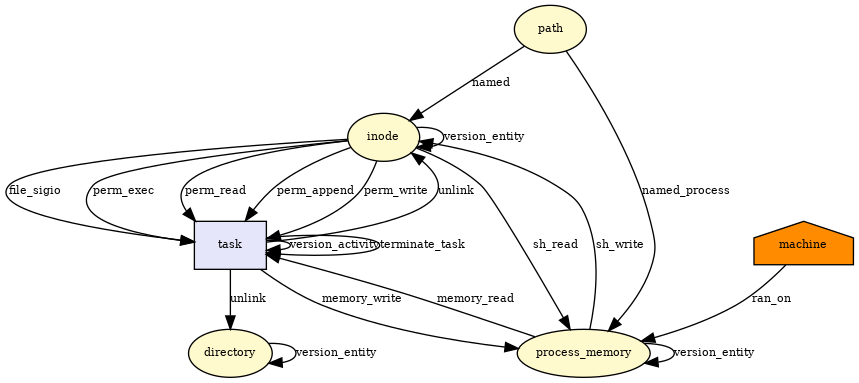 path
named
inode
version_entity
file_sigio
perm_exec
perm_read
perm_append
perm_write
unlink
named_process
task
version_activity
terminate_task
sh_read
sh_write
machine
unlink
memory_write
memory_read
ran_on
directory
version_entity
process_memory
version_entity